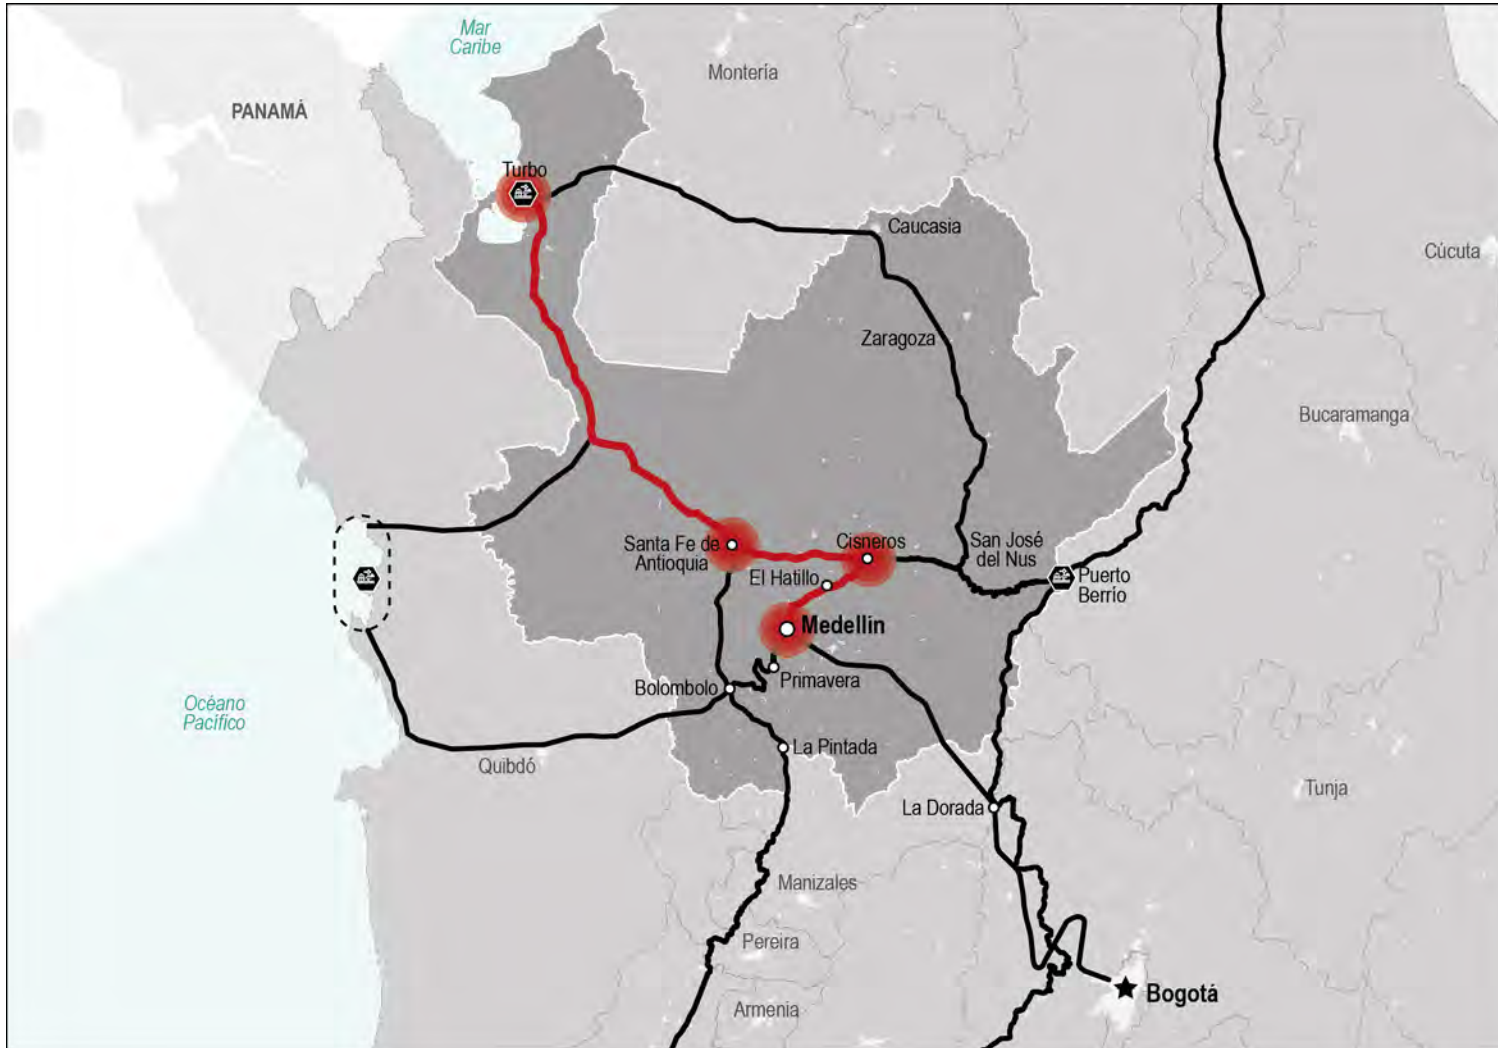 Mar
Caribe
Montería
PANAMÁ
Turbo
Caucasia
Cúcuta
Zaragoza
Bucaramanga
Santa Fe de
Antioquia
Cisneros
San José
del Nus
El Hatillo
Puerto
Berrío
Medellín
Primavera
Bolombolo
Océano
Pacífico
La Pintada
Quibdó
Tunja
La Dorada
Manizales
Pereira
Bogotá
Armenia